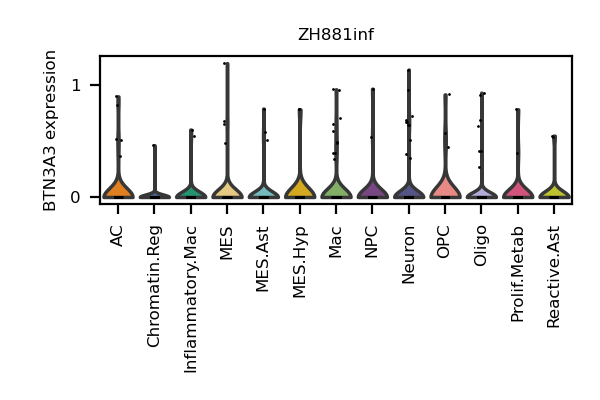 ZH881inf
BTN3A3 expression
1
0
AC
Chromatin.Reg
Inflammatory.Mac
MES
MES.Ast
MES.Hyp
Mac
NPC
Neuron
OPC
Oligo
Prolif.Metab
Reactive.Ast